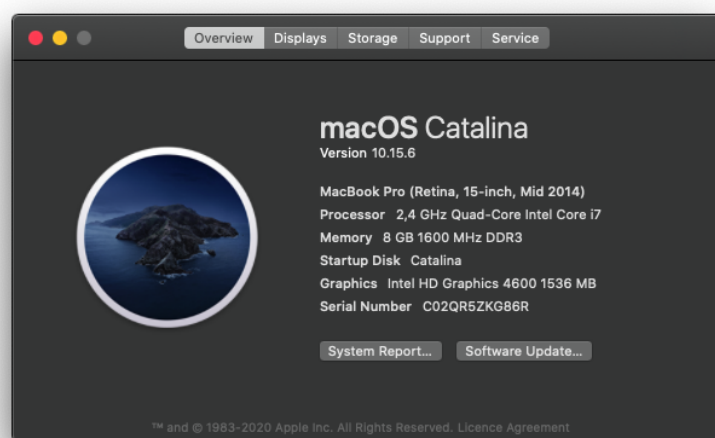 Overview Displays Storage Support Service
macOS Catalina
Version 10.15.6
MacBook Pro (Retina, 15-inch, Mid 2014)
Processor 2,4 GHz Quad-Core Intel Core i7
Memory 8 GB 1600 MHz DDR3
Startup Disk Catalina
Graphics Intel HD Graphics 4600 1536 MB
Serial Number C02QR5ZKG86R
System Report... Software Update...
™ and © 1983-2020 Apple Inc. All Rights Reserved. Licence Agreement